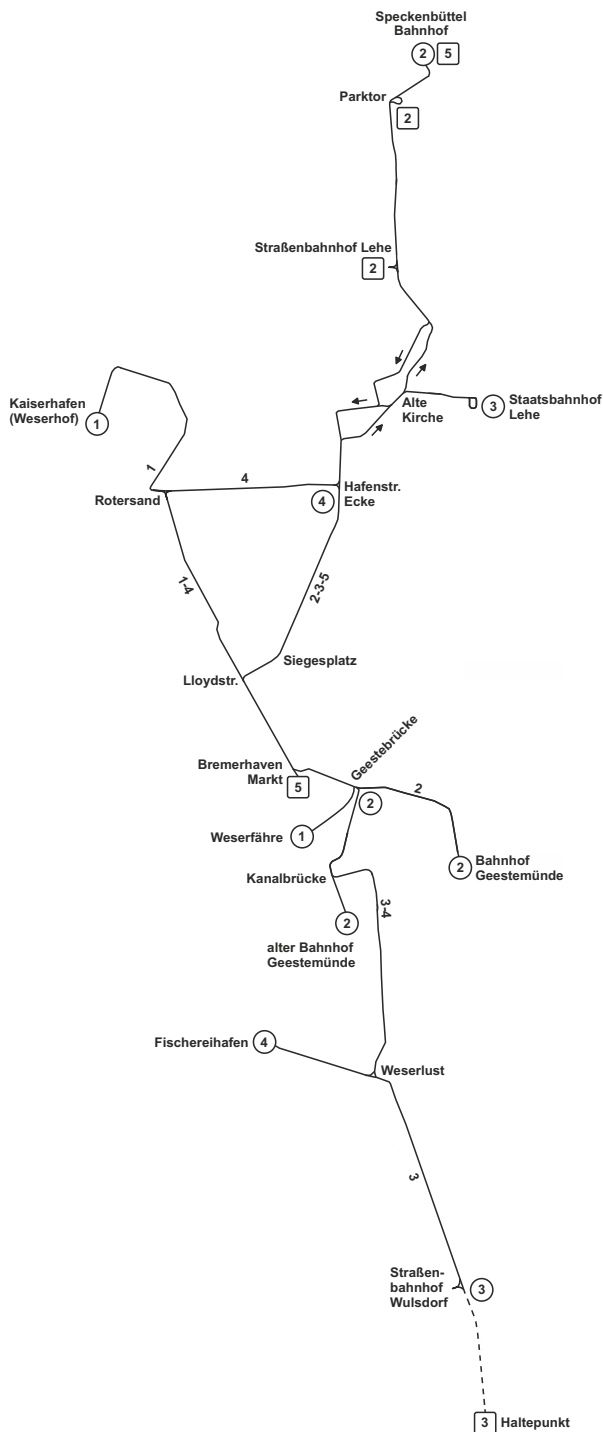 Speckenbüttel
Bahnhof
2 5
Parktor
2
Straßenbahnhof Lehe
2
Kaiserhafen
(Weserhof)
1
Alte
Kirche
3
Staatsbahnhof
Lehe
1
4
Rotersand
4
Hafenstr.
Ecke
1-4
2-3-5
Siegesplatz
Lloydstr.
Geestebrücke
Bremerhaven
Markt
5
2
2
Weserfähre
1
2
Bahnhof
Geestemünde
Kanalbrücke
3-4
2
alter Bahnhof
Geestemünde
Fischereihafen
4
Weserlust
3
Straßen-
bahnhof
Wulsdorf
3
3
Haltepunkt